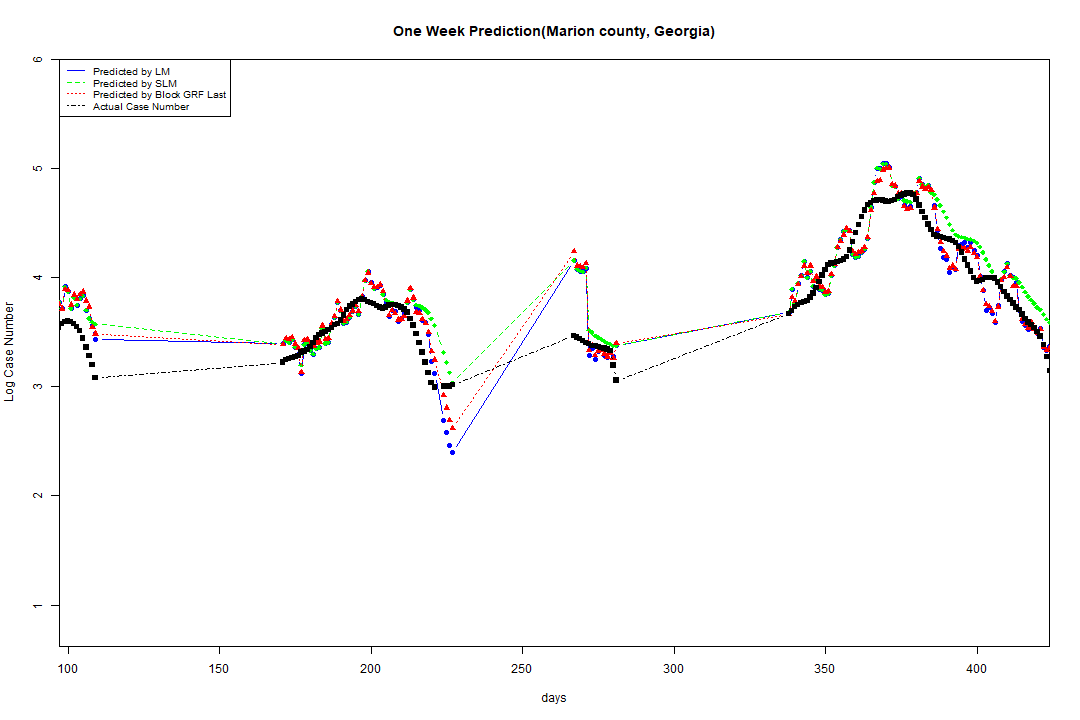 One Week Prediction(Marion county, Georgia)
Predicted by LM
Predicted by SLM
Predicted by Block GRF Last
Actual Case Number
6
5
4
3
2
1
Log Case Number
100 150 200 250 300 350 400
days